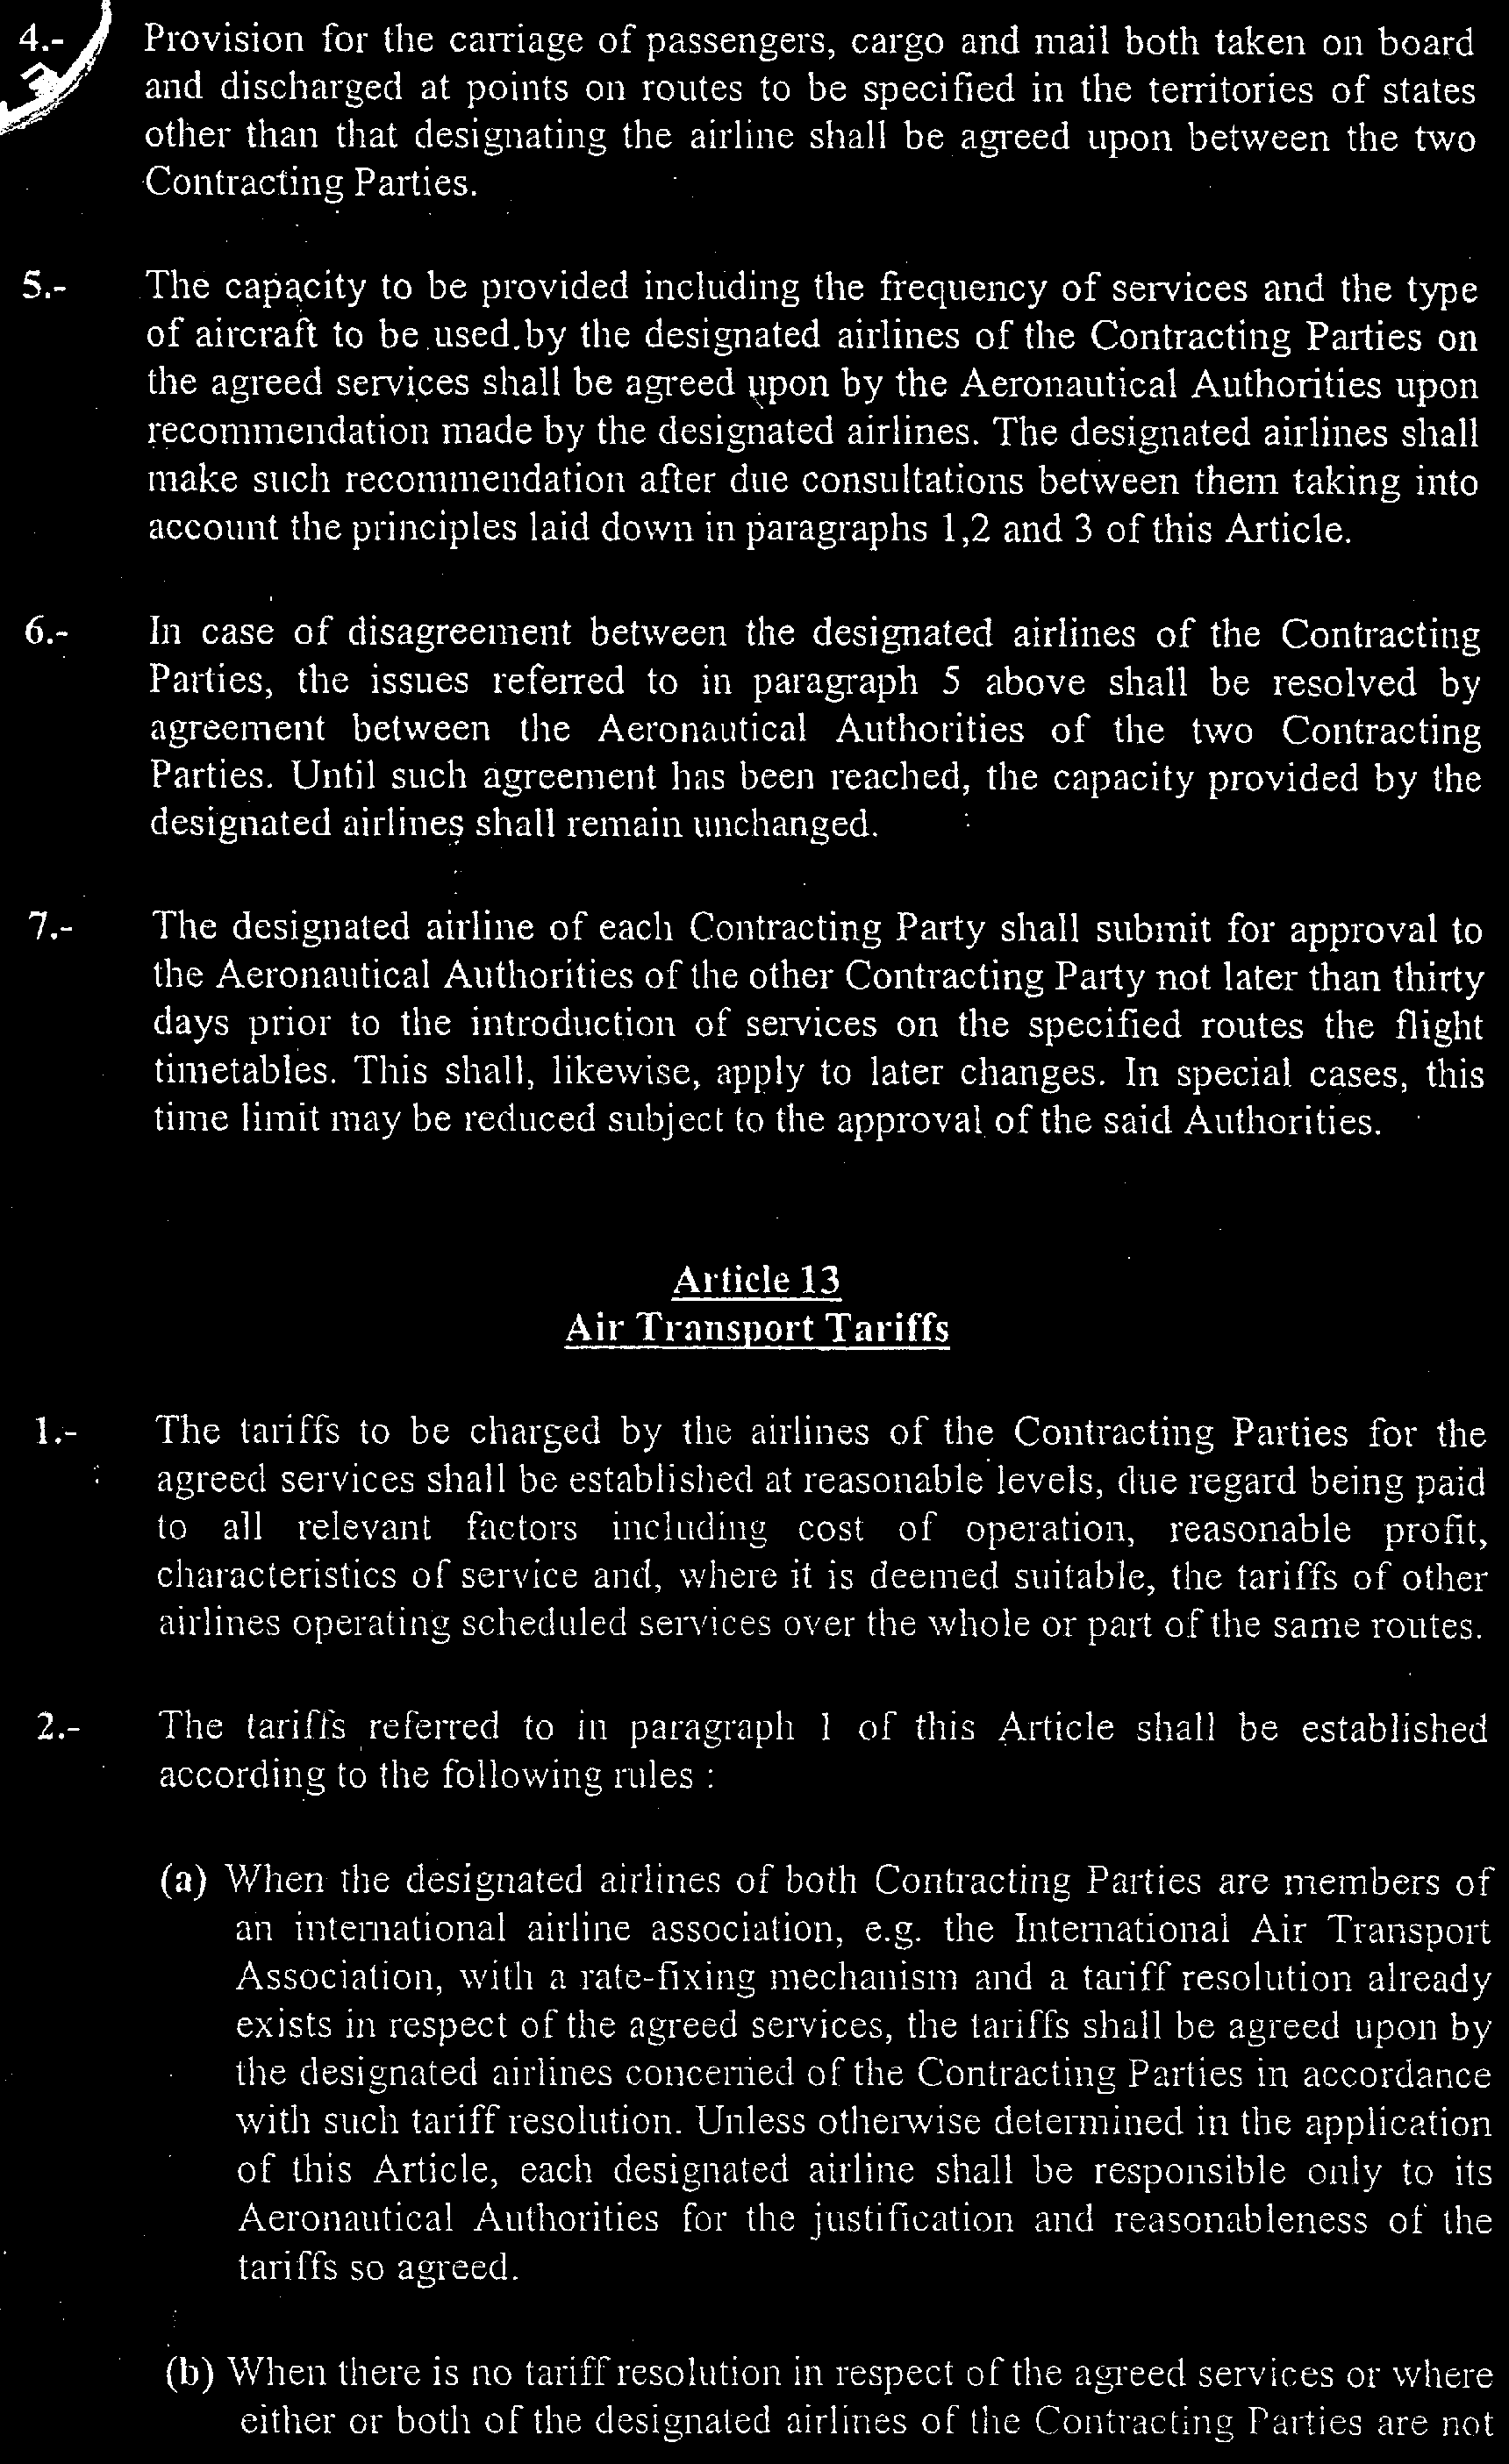 4.- Provision for the carriage of passengers, cargo and mail both taken on board
and discharged at points on routes to be specified in the territories of states
other than that designating the airline shall be agreed upon between the two
Contracting Parties.
5.- The capacity to be provided including the frequency of services and the type
of aircraft to be used by the designated airlines of the Contracting Parties on
the agreed services shall be agreed upon by the Aeronautical Authorities upon
recommendation made by the designated airlines. The designated airlines shall
make such recommendation after due consultations between them taking into
account the principles laid down in paragraphs 1,2 and 3 of this Article.
6.- In case of disagreement between the designated airlines of the Contracting
Parties, the issues referred to in paragraph 5 above shall be resolved by
agreement between the Aeronautical Authorities of the two Contracting
Parties. Until such agreement has been reached, the capacity provided by the
designated airlines shall remain unchanged.
7.- The designated airline of each Contracting Party shall submit for approval to
the Aeronautical Authorities of the other Contracting Party not later than thirty
days prior to the introduction of services on the specified routes the flight
timetables. This shall, likewise, apply to later changes. In special cases, this
time limit may be reduced subject to the approval of the said Authorities.
Article 13
Air Transport Tariffs
1.- The tariffs to be charged by the airlines of the Contracting Parties for the
agreed services shall be established at reasonable levels, due regard being paid
to all relevant factors including cost of operation, reasonable profit,
characteristics of service and, where it is deemed suitable, the tariffs of other
airlines operating scheduled services over the whole or part of the same routes.
2.- The tariffs referred to in paragraph 1 of this Article shall be established
according to the following rules :
(a) When the designated airlines of both Contracting Parties are members of
an international airline association, e.g. the International Air Transport
Association, with a rate-fixing mechanism and a tariff resolution already
exists in respect of the agreed services, the tariffs shall be agreed upon by
the designated airlines concerned of the Contracting Parties in accordance
with such tariff resolution. Unless otherwise determined in the application
of this Article, each designated airline shall be responsible only to its
Aeronautical Authorities for the justification and reasonableness of the
tariffs so agreed.
(b) When there is no tariff resolution in respect of the agreed services or where
either or both of the designated airlines of the Contracting Parties are not